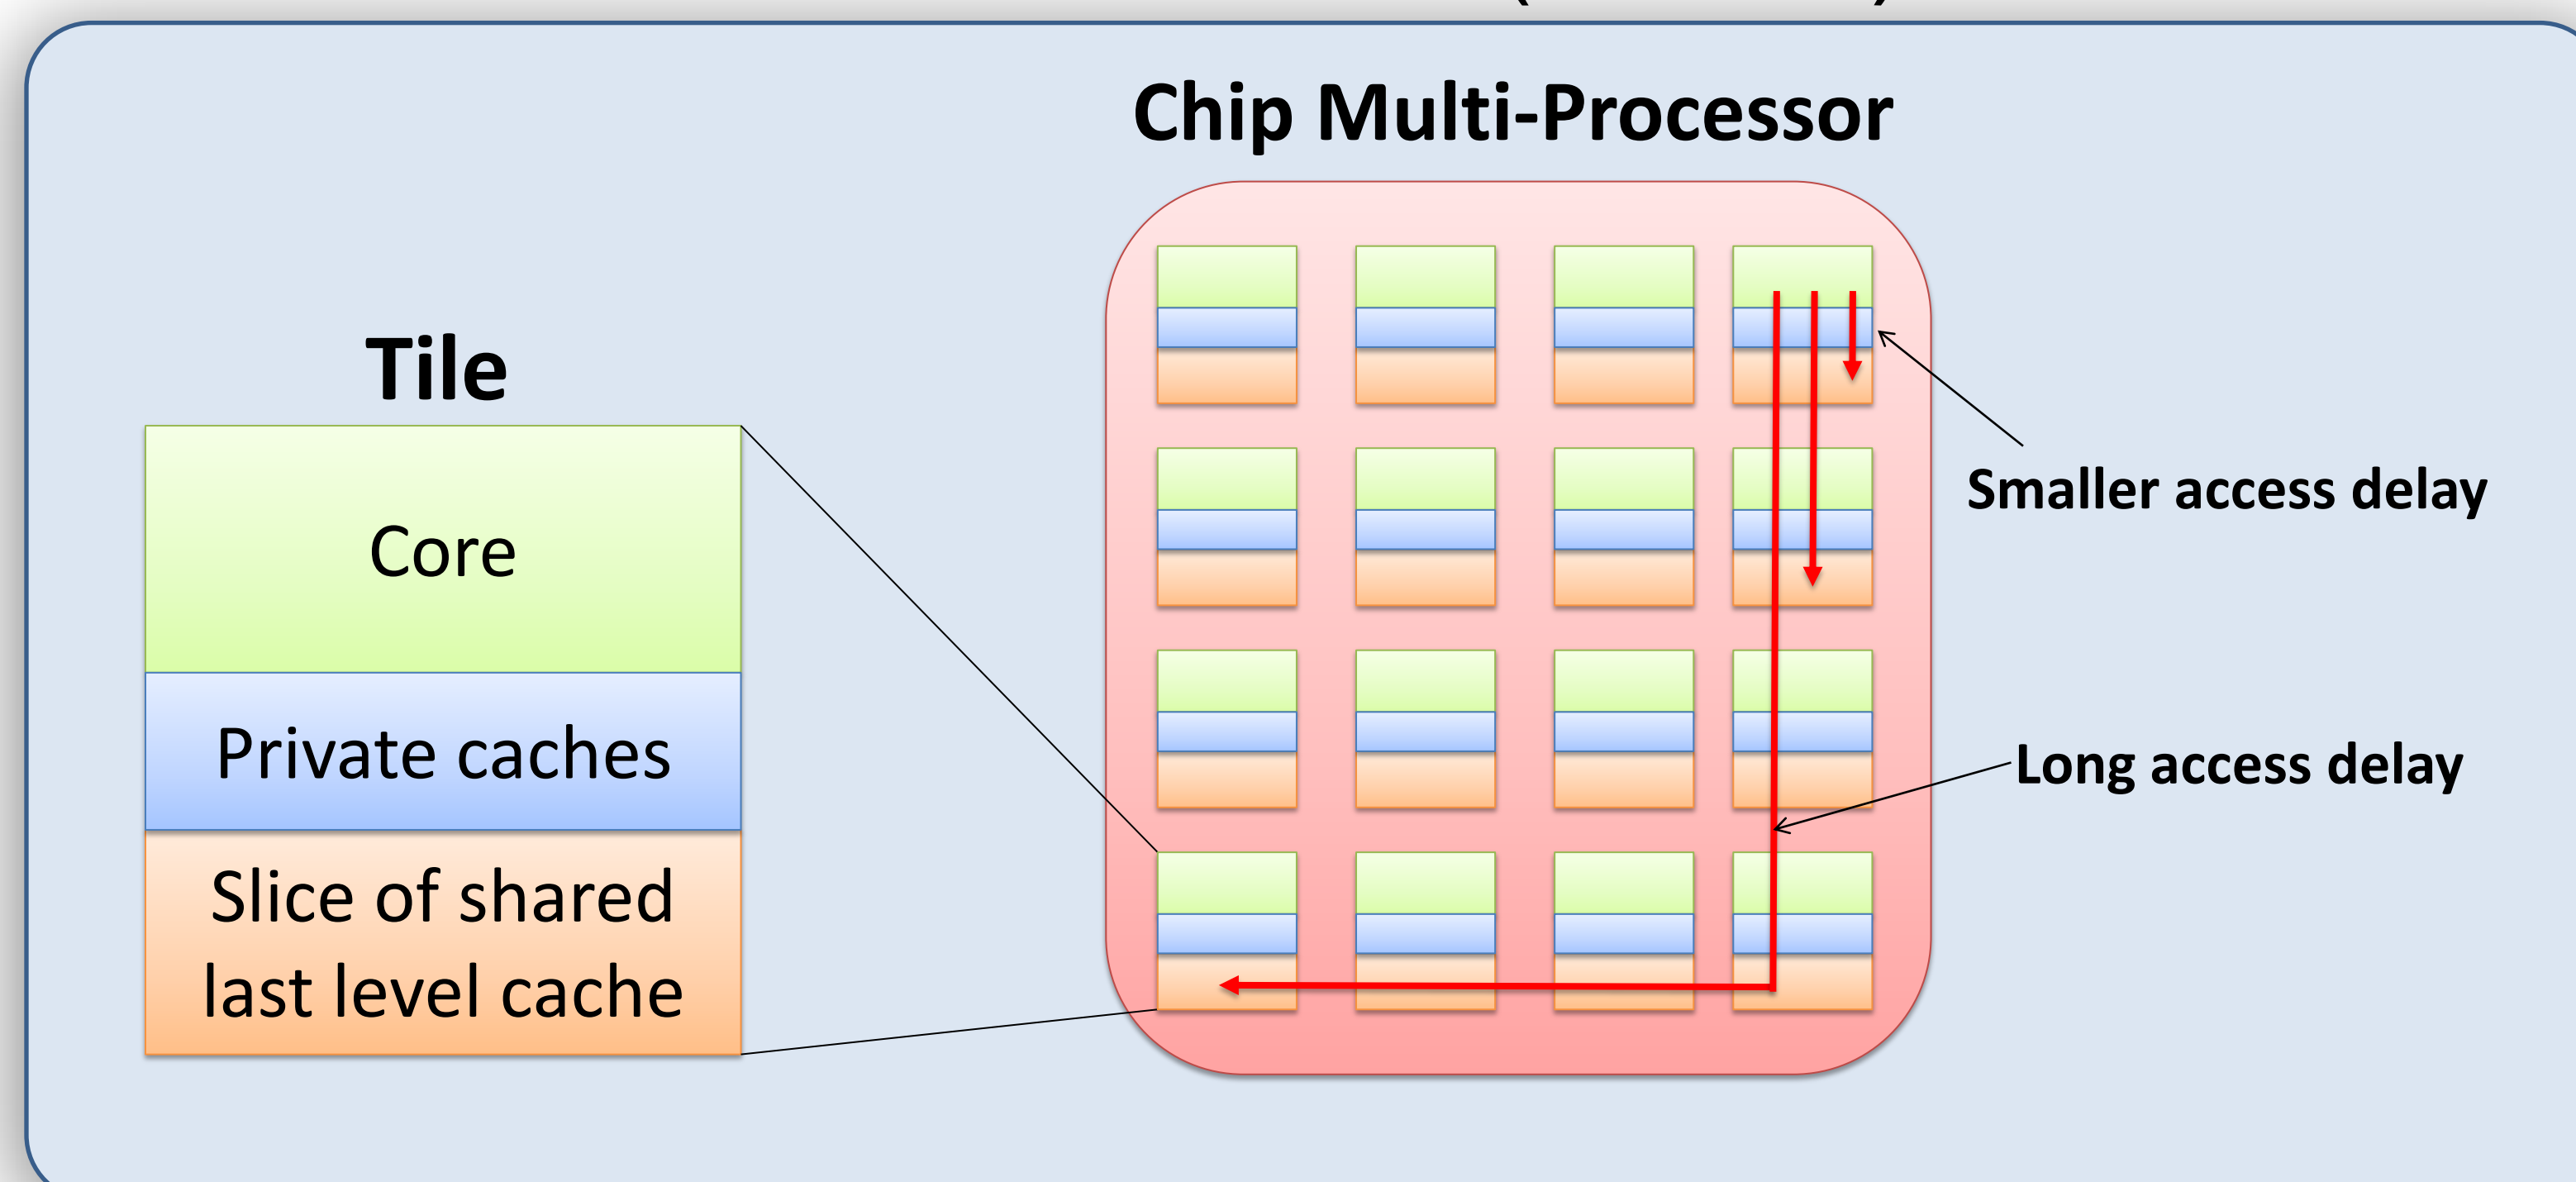 Chip Multi-Processor
Tile
Core
Private caches
Slice of shared
last level cache
Smaller access delay
Long access delay